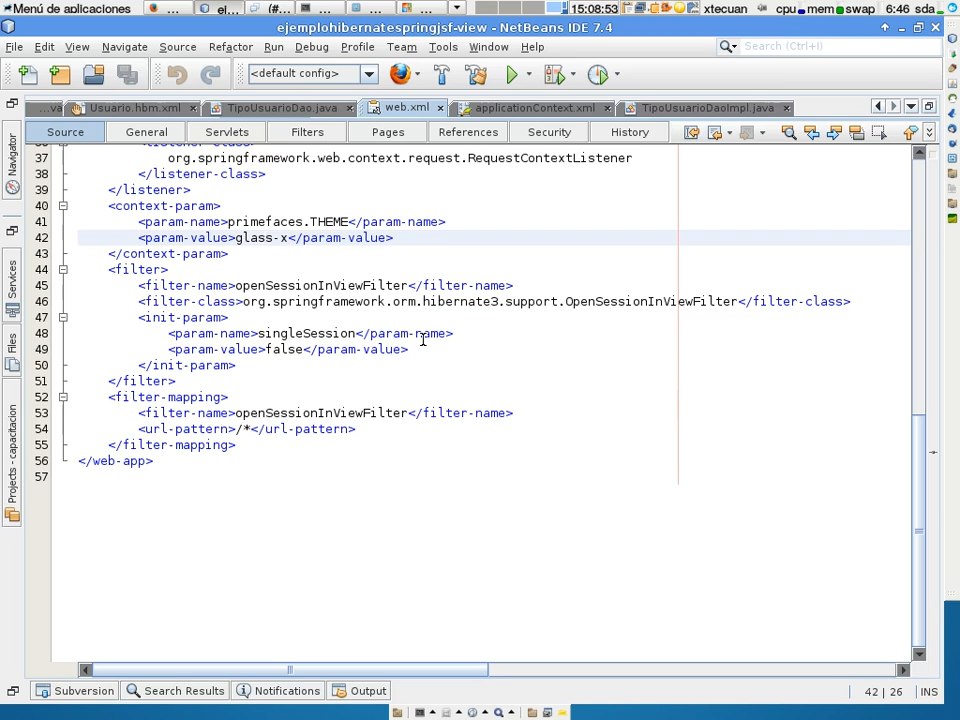 Menú de aplicaciones ... el... (#... ... ... ... 15:08:53 xtecuan cpu mem swap 6:46 sda
ejemplohibernatespringjsf-view - NetBeans IDE 7.4
File Edit View Navigate Source Refactor Run Debug Profile Team Tools Window Help Search (Ctrl+I)
<default config>
...va Usuario.hbm.xml TipoUsuarioDao.java web.xml applicationContext.xml TipoUsuarioDaoImpl.java
Source General Servlets Filters Pages References Security History
37 org.springframework.web.context.request.RequestContextListener
38 </listener-class>
39 </listener>
40 <context-param>
41 <param-name>primefaces.THEME</param-name>
42 <param-value>glass-x</param-value>
43 </context-param>
44 <filter>
45 <filter-name>openSessionInViewFilter</filter-name>
46 <filter-class>org.springframework.orm.hibernate3.support.OpenSessionInViewFilter</filter-class>
47 <init-param>
48 <param-name>singleSession</param-name>
49 <param-value>false</param-value>
50 </init-param>
51 </filter>
52 <filter-mapping>
53 <filter-name>openSessionInViewFilter</filter-name>
54 <url-pattern>/*</url-pattern>
55 </filter-mapping>
56 </web-app>
57
Navigator
Services
Files
Projects - capacitacion
Subversion Search Results Notifications Output 42 | 26 INS